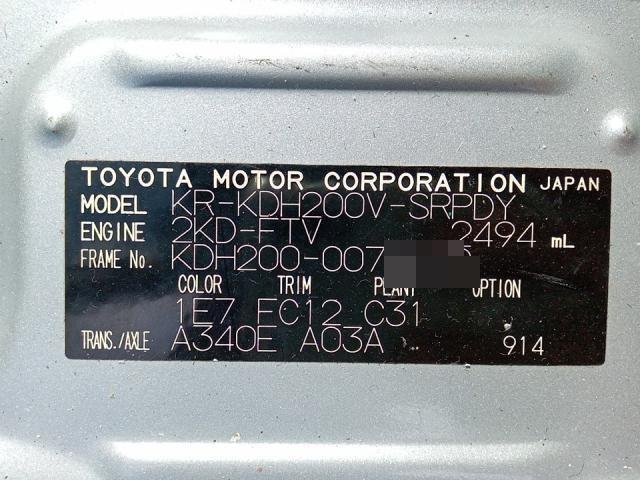 TOYOTA MOTOR CORPORATION JAPAN
MODEL KR-KDH200V-SRPDY
ENGINE 2KD-FTV 2494 mL
FRAME No. KDH200-007
COLOR TRIM PLANT OPTION
1E7 FC12 C31
TRANS./AXLE A340E A03A 914